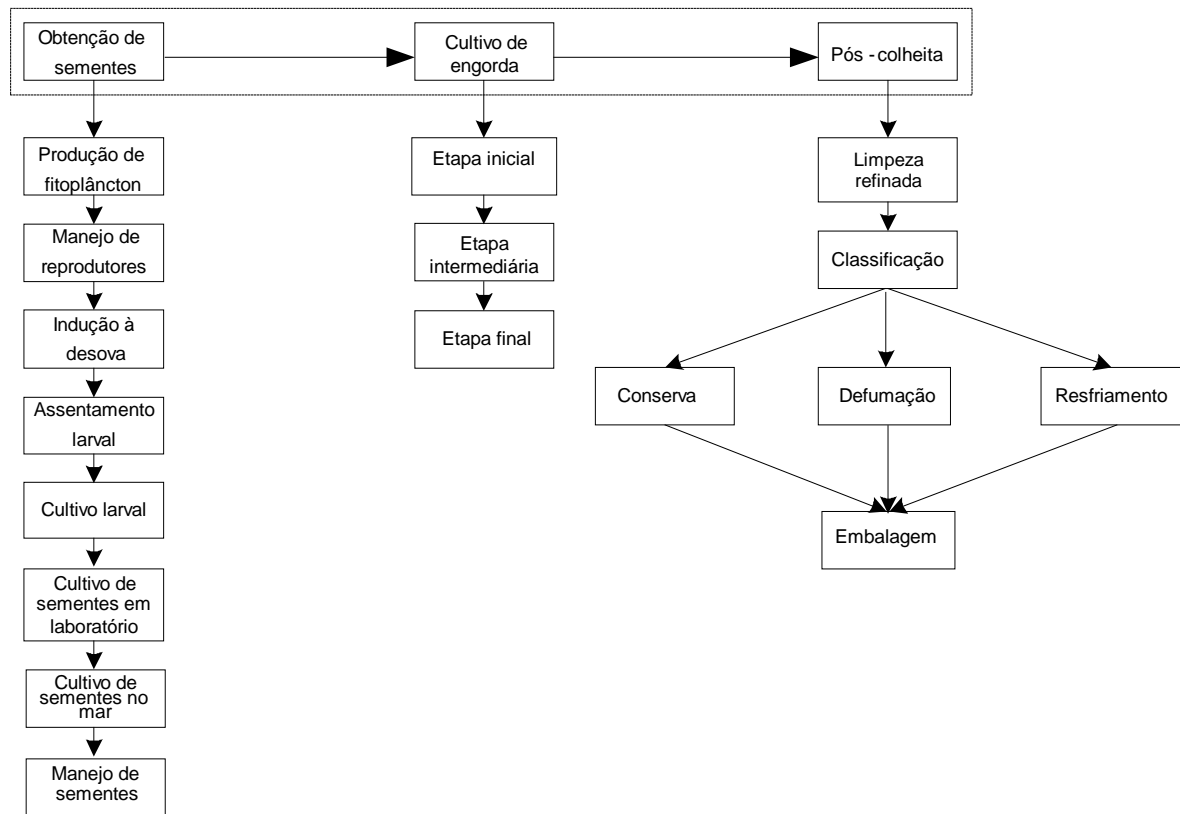 Obtenção de
sementes
Cultivo de
engorda
Pós - colheita
Produção de
fitoplâncton
Manejo de
reprodutores
Indução à
desova
Assentamento
larval
Cultivo larval
Cultivo de
sementes em
laboratório
Cultivo de
sementes no
mar
Manejo de
sementes
Etapa inicial
Etapa
intermediária
Etapa final
Limpeza
refinada
Classificação
Conserva
Defumação
Resfriamento
Embalagem